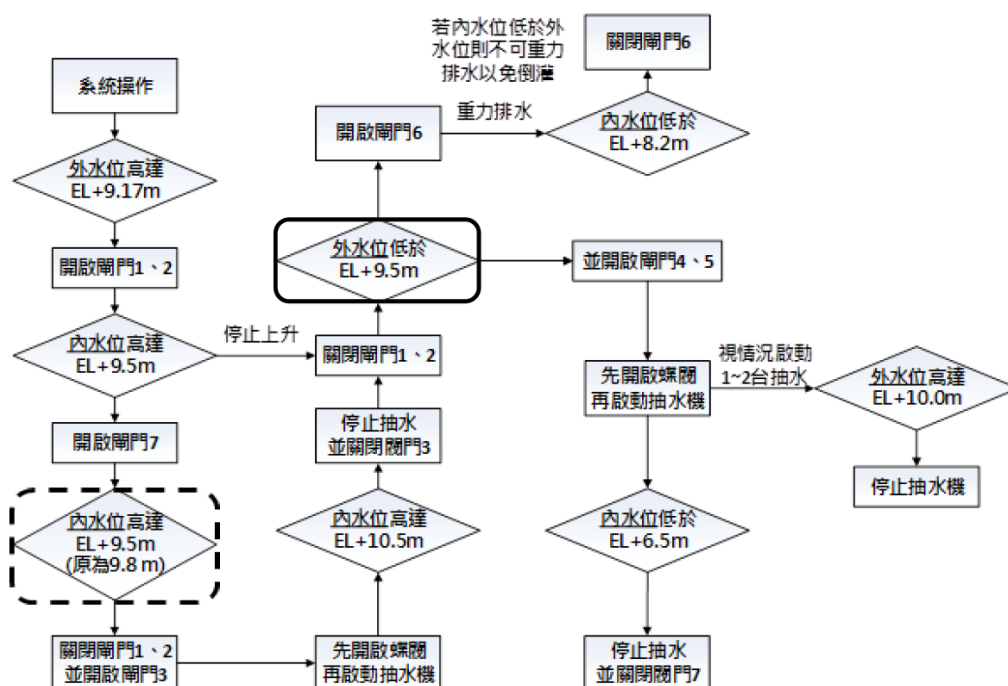 系統操作
外水位高達
EL+9.17m
開啟閘門1、2
內水位高達
EL+9.5m
停止上升
開啟閘門7
內水位高達
EL+9.5m
(原為9.8 m)
關閉閘門1、2
並開啟閘門3
先開啟蝶閥
再啟動抽水機
內水位高達
EL+10.5m
停止抽水
並關閉閥門3
關閉閘門1、2
外水位低於
EL+9.5m
開啟閘門6
重力排水
若內水位低於外
水位則不可重力
排水以免倒灌
內水位低於
EL+8.2m
關閉閘門6
並開啟閘門4、5
先開啟蝶閥
再啟動抽水機
視情況啟動
1~2台抽水
外水位高達
EL+10.0m
停止抽水機
內水位低於
EL+6.5m
停止抽水
並關閉閥門7